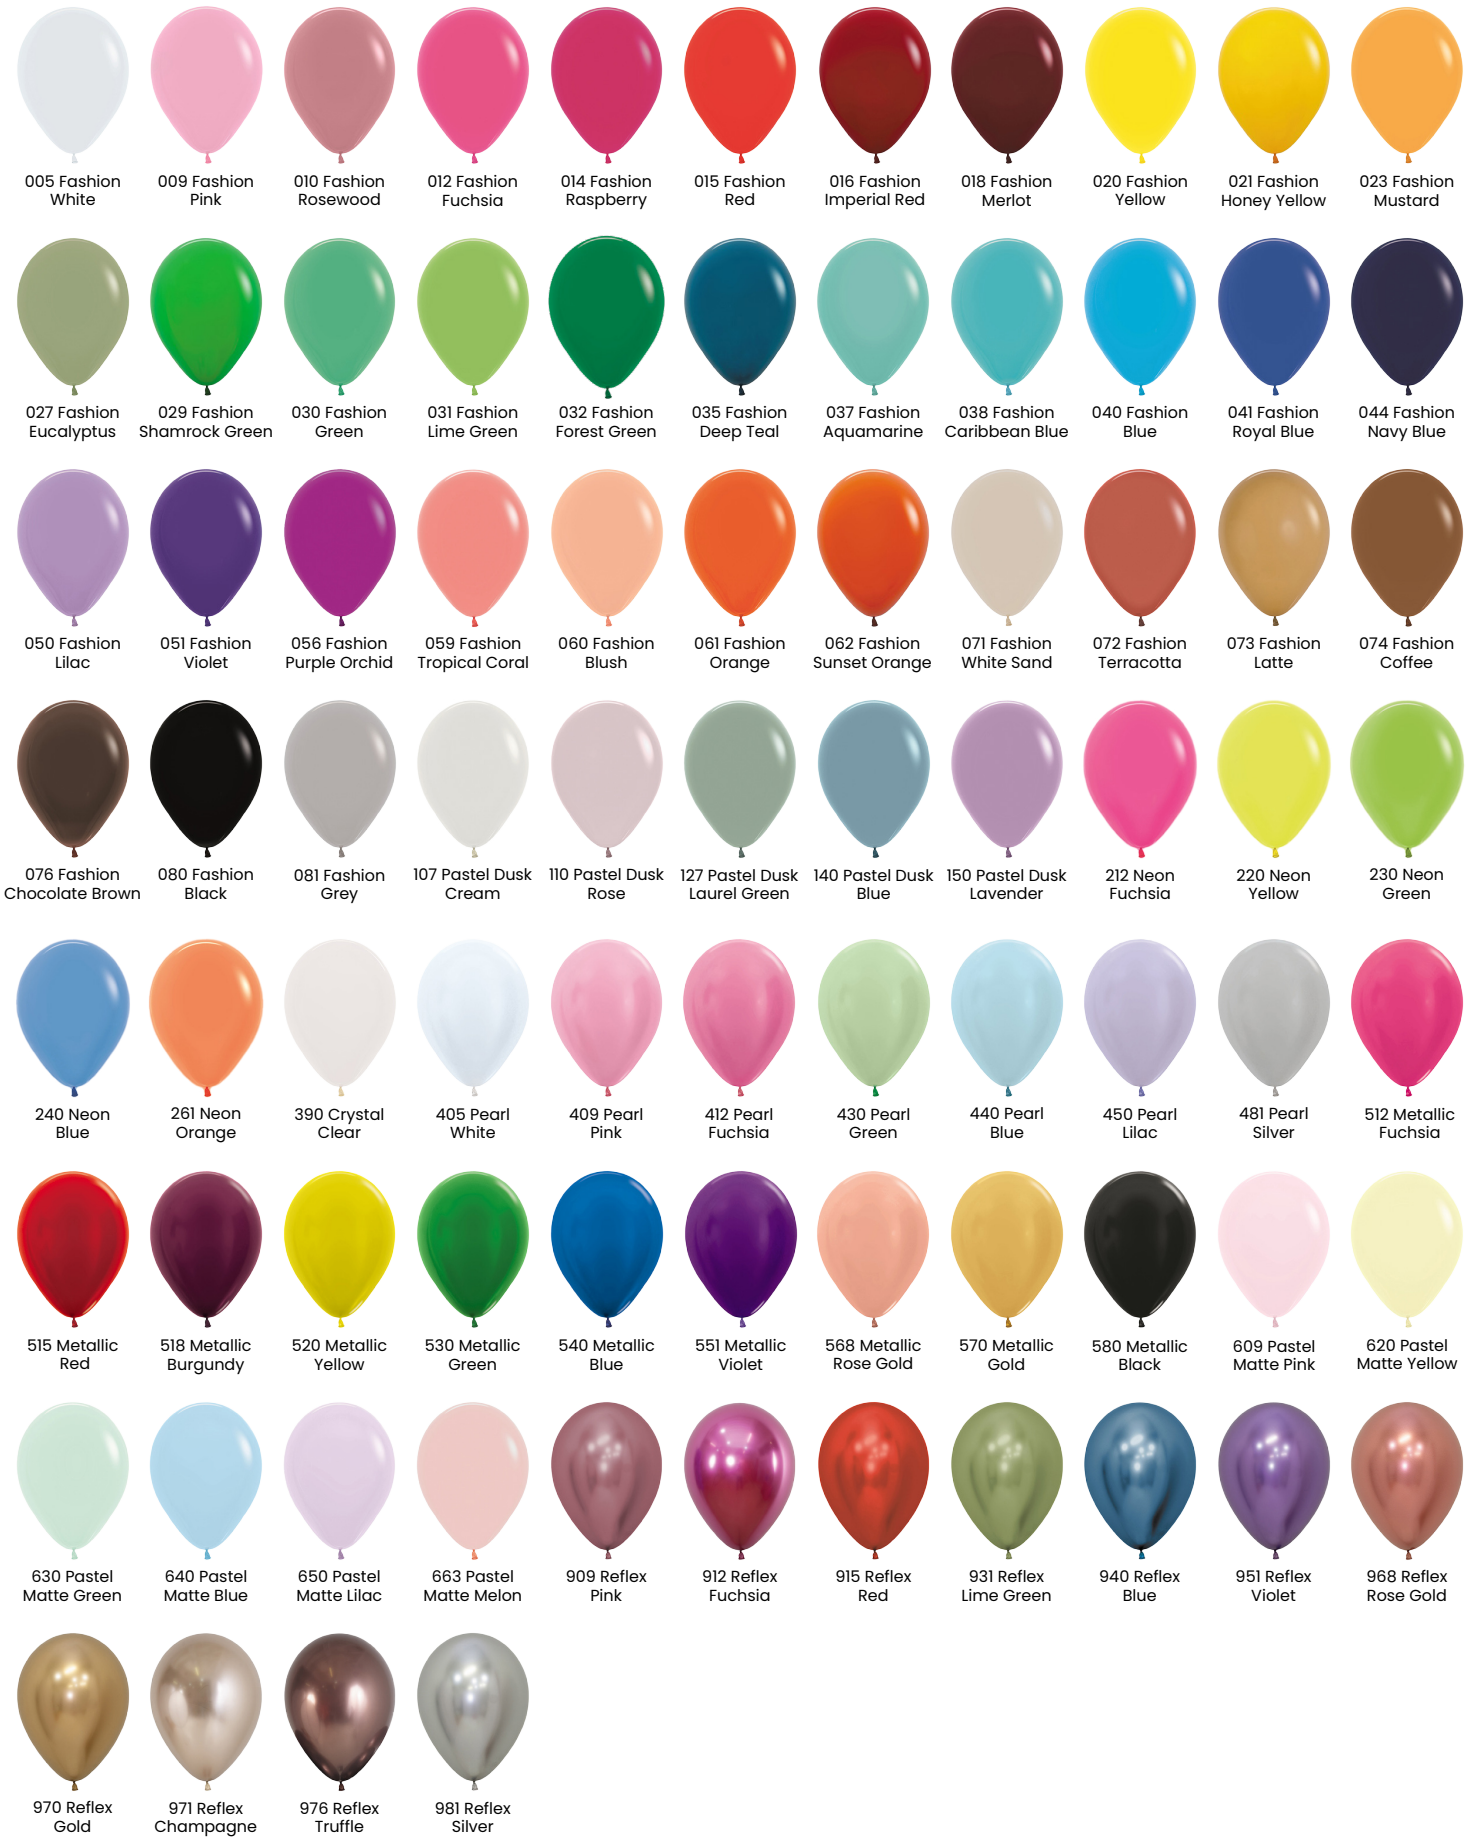 005 Fashion
White
009 Fashion
Pink
010 Fashion
Rosewood
012 Fashion
Fuchsia
014 Fashion
Raspberry
015 Fashion
Red
016 Fashion
Imperial Red
018 Fashion
Merlot
020 Fashion
Yellow
021 Fashion
Honey Yellow
023 Fashion
Mustard
027 Fashion
Eucalyptus
029 Fashion
Shamrock Green
030 Fashion
Green
031 Fashion
Lime Green
032 Fashion
Forest Green
035 Fashion
Deep Teal
037 Fashion
Aquamarine
038 Fashion
Caribbean Blue
040 Fashion
Blue
041 Fashion
Royal Blue
044 Fashion
Navy Blue
050 Fashion
Lilac
051 Fashion
Violet
056 Fashion
Purple Orchid
059 Fashion
Tropical Coral
060 Fashion
Blush
061 Fashion
Orange
062 Fashion
Sunset Orange
071 Fashion
White Sand
072 Fashion
Terracotta
073 Fashion
Latte
074 Fashion
Coffee
076 Fashion
Chocolate Brown
080 Fashion
Black
081 Fashion
Grey
107 Pastel Dusk
Cream
110 Pastel Dusk
Rose
127 Pastel Dusk
Laurel Green
140 Pastel Dusk
Blue
150 Pastel Dusk
Lavender
212 Neon
Fuchsia
220 Neon
Yellow
230 Neon
Green
240 Neon
Blue
261 Neon
Orange
390 Crystal
Clear
405 Pearl
White
409 Pearl
Pink
412 Pearl
Fuchsia
430 Pearl
Green
440 Pearl
Blue
450 Pearl
Lilac
481 Pearl
Silver
512 Metallic
Fuchsia
515 Metallic
Red
518 Metallic
Burgundy
520 Metallic
Yellow
530 Metallic
Green
540 Metallic
Blue
551 Metallic
Violet
568 Metallic
Rose Gold
570 Metallic
Gold
580 Metallic
Black
609 Pastel
Matte Pink
620 Pastel
Matte Yellow
630 Pastel
Matte Green
640 Pastel
Matte Blue
650 Pastel
Matte Lilac
663 Pastel
Matte Melon
909 Reflex
Pink
912 Reflex
Fuchsia
915 Reflex
Red
931 Reflex
Lime Green
940 Reflex
Blue
951 Reflex
Violet
968 Reflex
Rose Gold
970 Reflex
Gold
971 Reflex
Champagne
976 Reflex
Truffle
981 Reflex
Silver